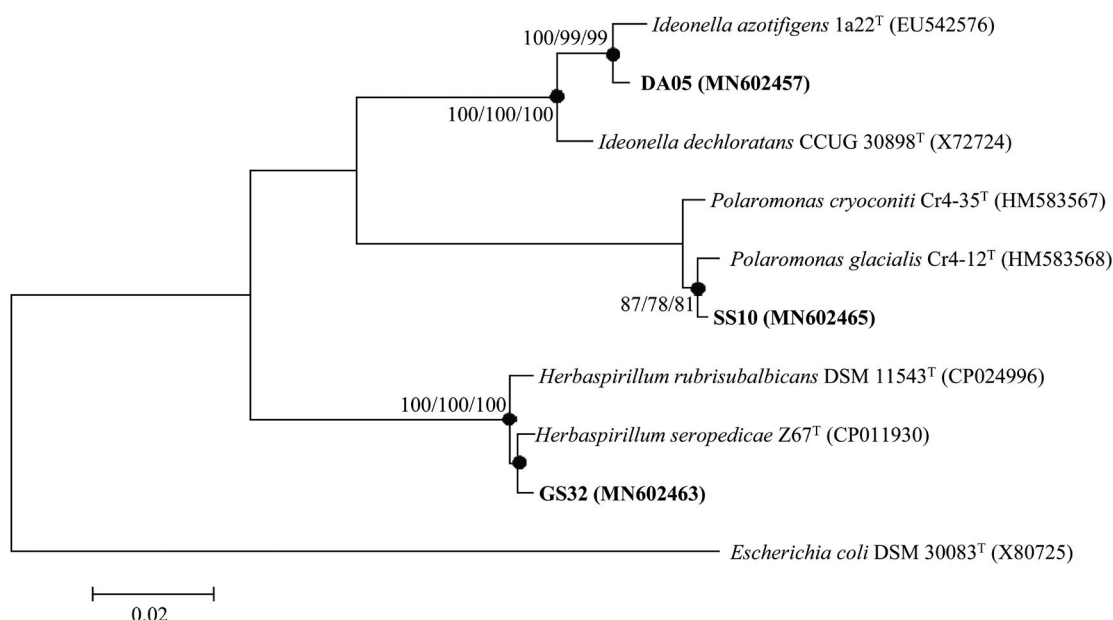 Ideonella azotifigens 1a22ᵀ (EU542576)
100/99/99
DA05 (MN602457)
100/100/100
Ideonella dechloratans CCUG 30898ᵀ (X72724)
Polaromonas cryoconiti Cr4-35ᵀ (HM583567)
Polaromonas glacialis Cr4-12ᵀ (HM583568)
87/78/81
SS10 (MN602465)
Herbaspirillum rubrisubalbicans DSM 11543ᵀ (CP024996)
100/100/100
Herbaspirillum seropedicae Z67ᵀ (CP011930)
GS32 (MN602463)
Escherichia coli DSM 30083ᵀ (X80725)
0.02